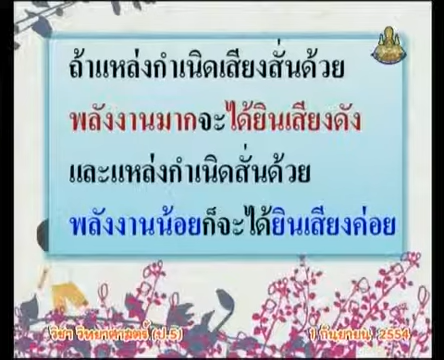 ถ้าแหล่งกำเนิดเสียงสั่นด้วย
พลังงานมากจะได้ยินเสียงดัง
และแหล่งกำเนิดสั่นด้วย
พลังงานน้อยก็จะได้ยินเสียงค่อย
วิชา วิทยาศาสตร์ (ป.5)
1 กันยายน 2554